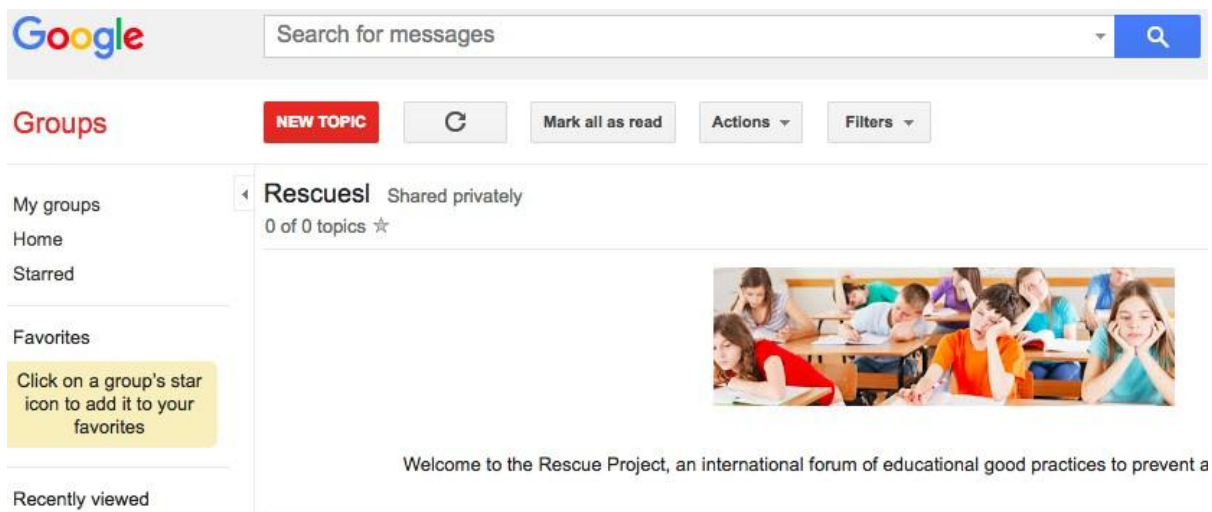 Google
Search for messages
Groups
NEW TOPIC
Mark all as read
Actions
Filters
My groups
Home
Starred
Favorites
Click on a group's star
icon to add it to your
favorites
Recently viewed
Rescuesl Shared privately
0 of 0 topics
Welcome to the Rescue Project, an international forum of educational good practices to prevent a